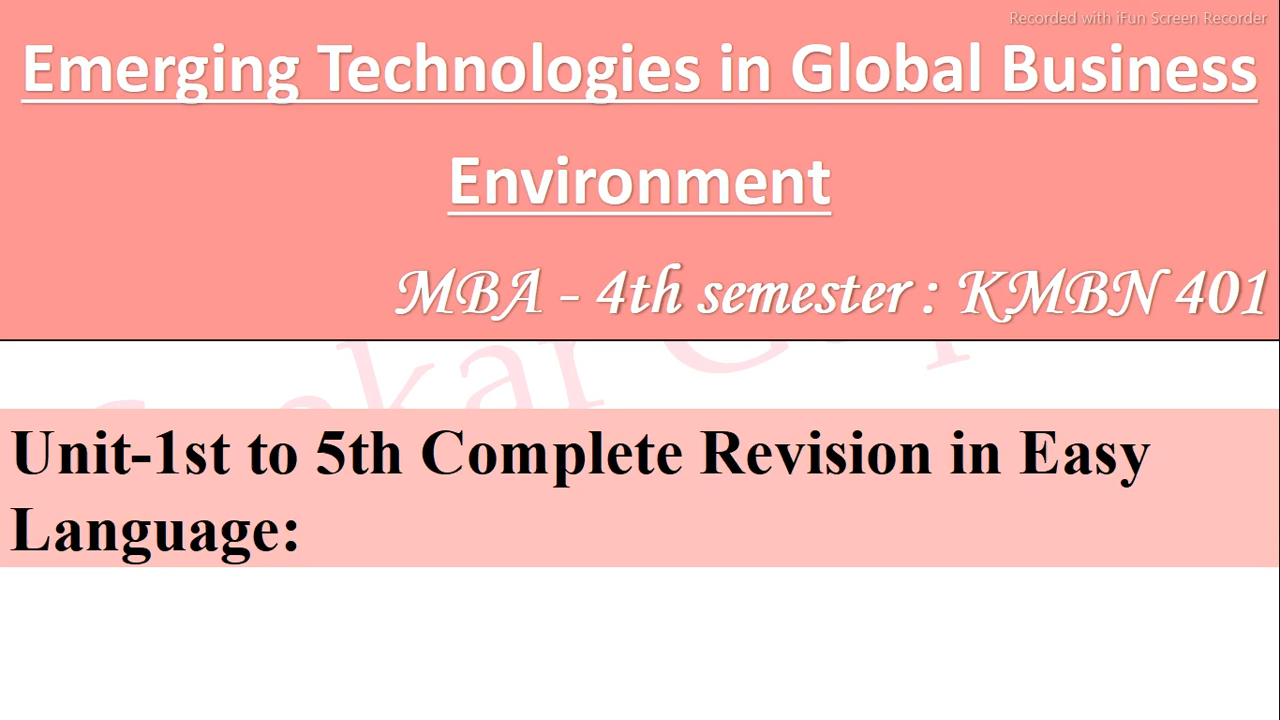 Recorded with iFun Screen Recorder
Emerging Technologies in Global Business
Environment
MBA - 4th semester : KMBN 401
Unit-1st to 5th Complete Revision in Easy
Language: